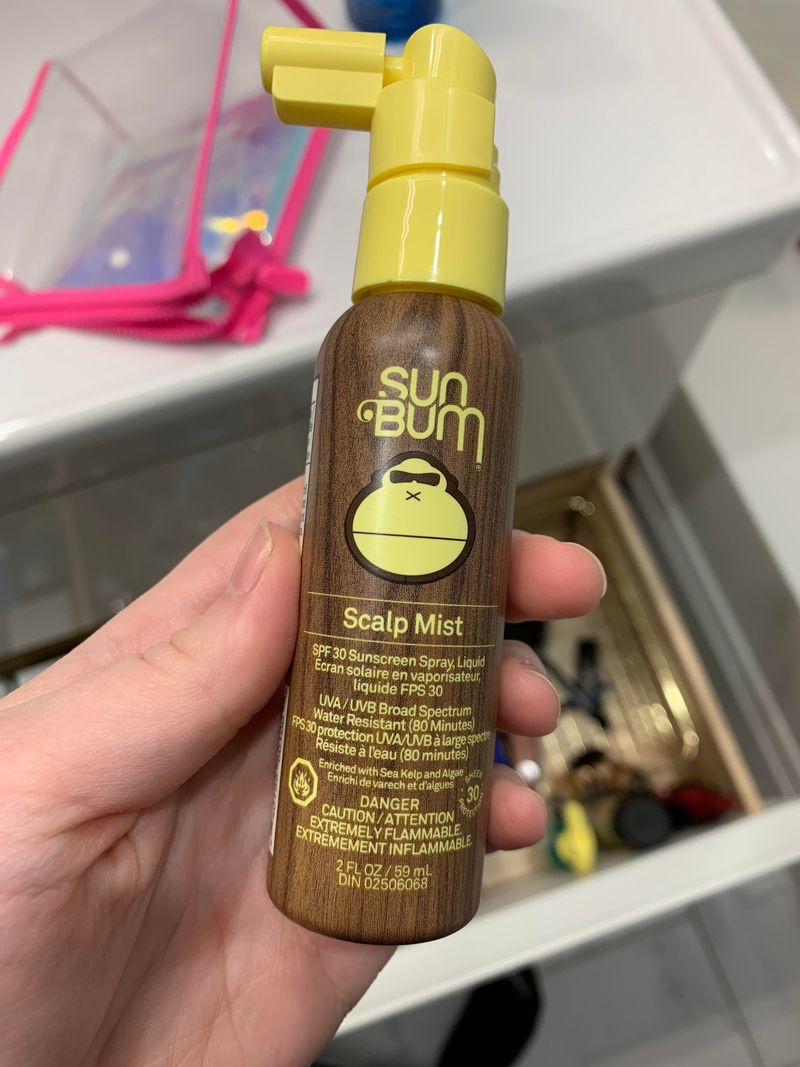 SUN
BUM
Scalp Mist
SPF 30 Sunscreen Spray, Liquid
Écran solaire en vaporisateur,
liquide FPS 30
UVA / UVB Broad Spectrum
Water Resistant (80 Minutes)
FPS 30 protection UVA/UVB à large spectre
Résiste à l'eau (80 minutes)
Enriched with Sea Kelp and Algae
Enrichi de varech et d'algues
30
DANGER
CAUTION / ATTENTION
EXTREMELY FLAMMABLE.
EXTRÊMEMENT INFLAMMABLE.
2 FL OZ / 59 mL
DIN 02506068